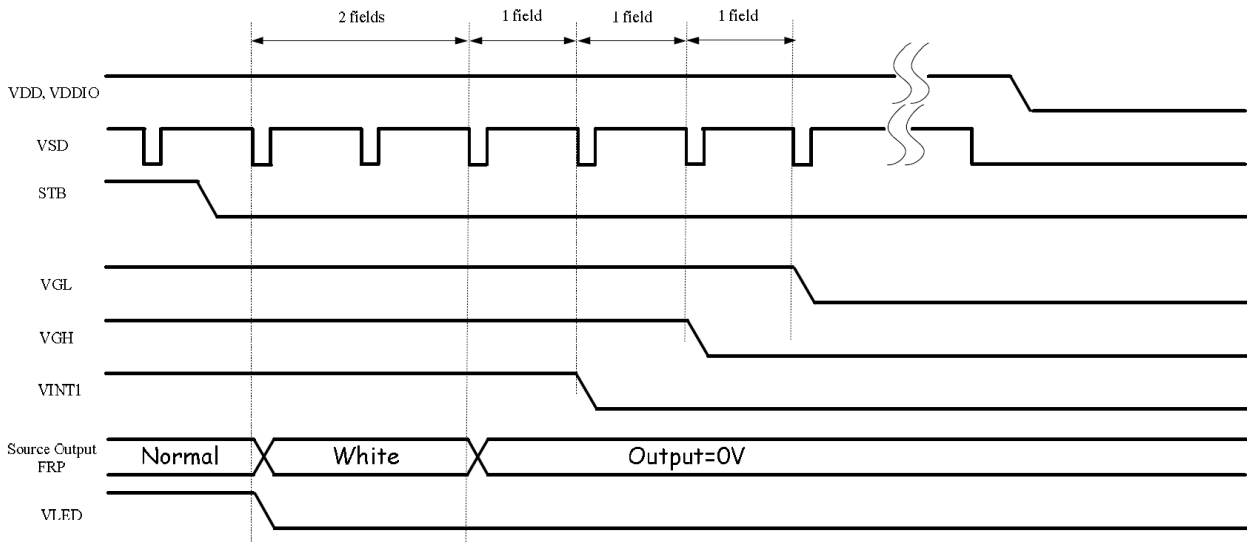 2 fields
1 field
1 field
1 field
VDD, VDDIO
VSD
STB
VGL
VGH
VINT1
Source Output
FRP
Normal
White
Output=0V
VLED